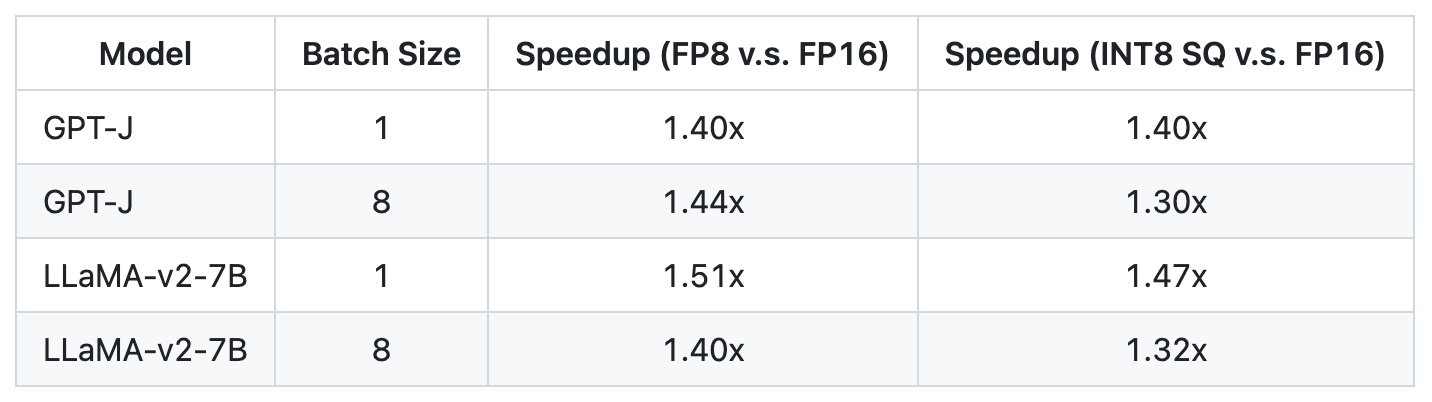 Model Batch Size Speedup (FP8 v.s. FP16) Speedup (INT8 SQ v.s. FP16)
GPT-J 1 1.40x 1.40x
GPT-J 8 1.44x 1.30x
LLaMA-v2-7B 1 1.51x 1.47x
LLaMA-v2-7B 8 1.40x 1.32x